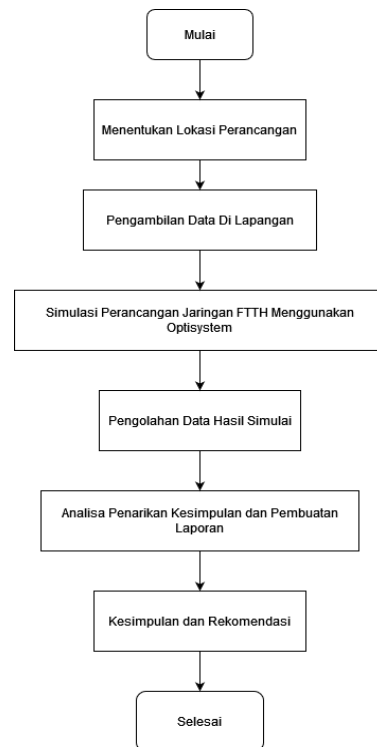 Mulai
Menentukan Lokasi Perancangan
Pengambilan Data Di Lapangan
Simulasi Perancangan Jaringan FTTH Menggunakan
Optisystem
Pengolahan Data Hasil Simulai
Analisa Penarikan Kesimpulan dan Pembuatan
Laporan
Kesimpulan dan Rekomendasi
Selesai